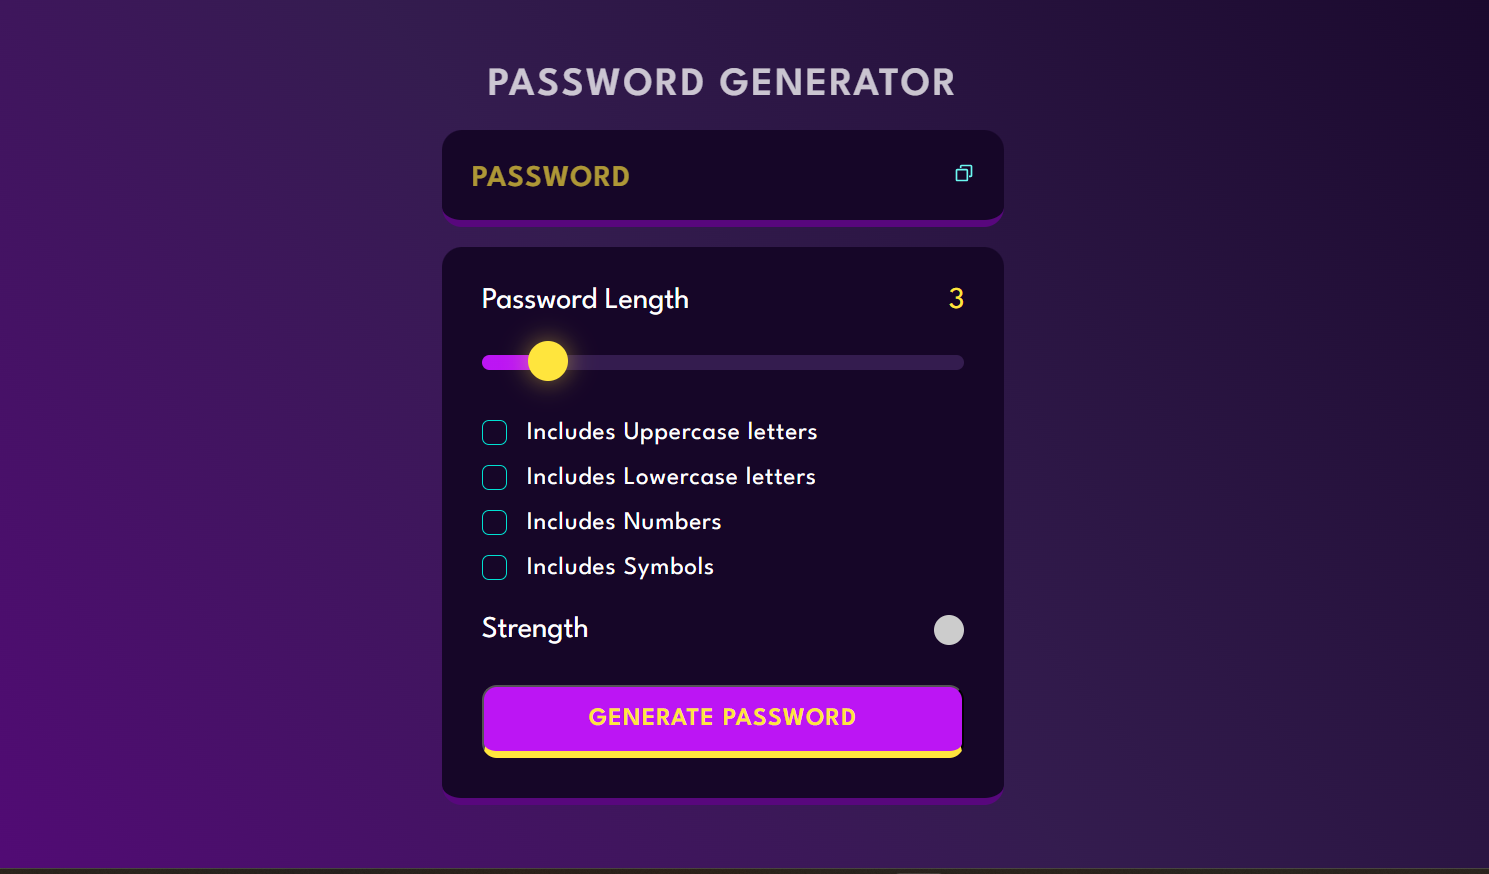 PASSWORD GENERATOR
PASSWORD
Password Length 3
Includes Uppercase letters
Includes Lowercase letters
Includes Numbers
Includes Symbols
Strength
GENERATE PASSWORD